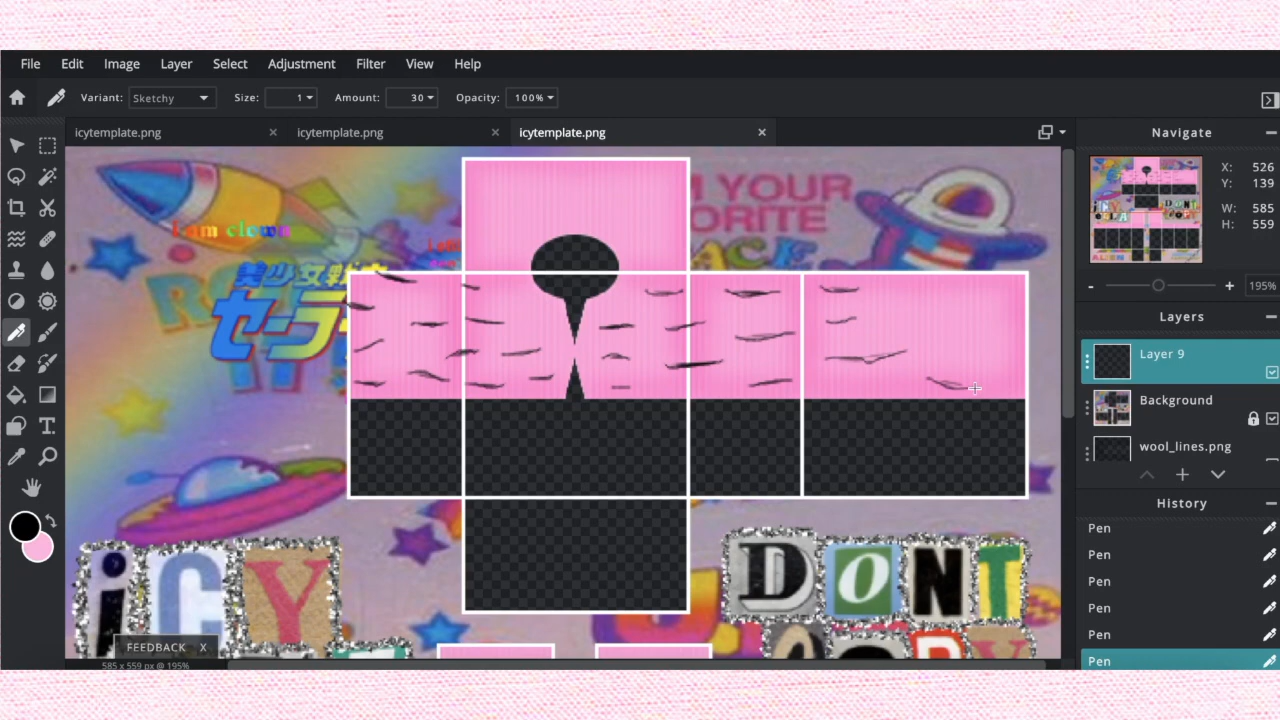 File Edit Image Layer Select Adjustment Filter View Help
Variant: Sketchy Size: 1 Amount: 30 Opacity: 100%
icytemplate.png icytemplate.png icytemplate.png
Navigate
X: 526
Y: 139
W: 585
H: 559
- + 195%
Layers
Layer 9
Background
wool_lines.png
History
Pen
Pen
Pen
Pen
Pen
Pen
I am clown
YOUR
美少女戦
セーラ
iCY
DONT
FEEDBACK X
585 x 559 px @ 195%